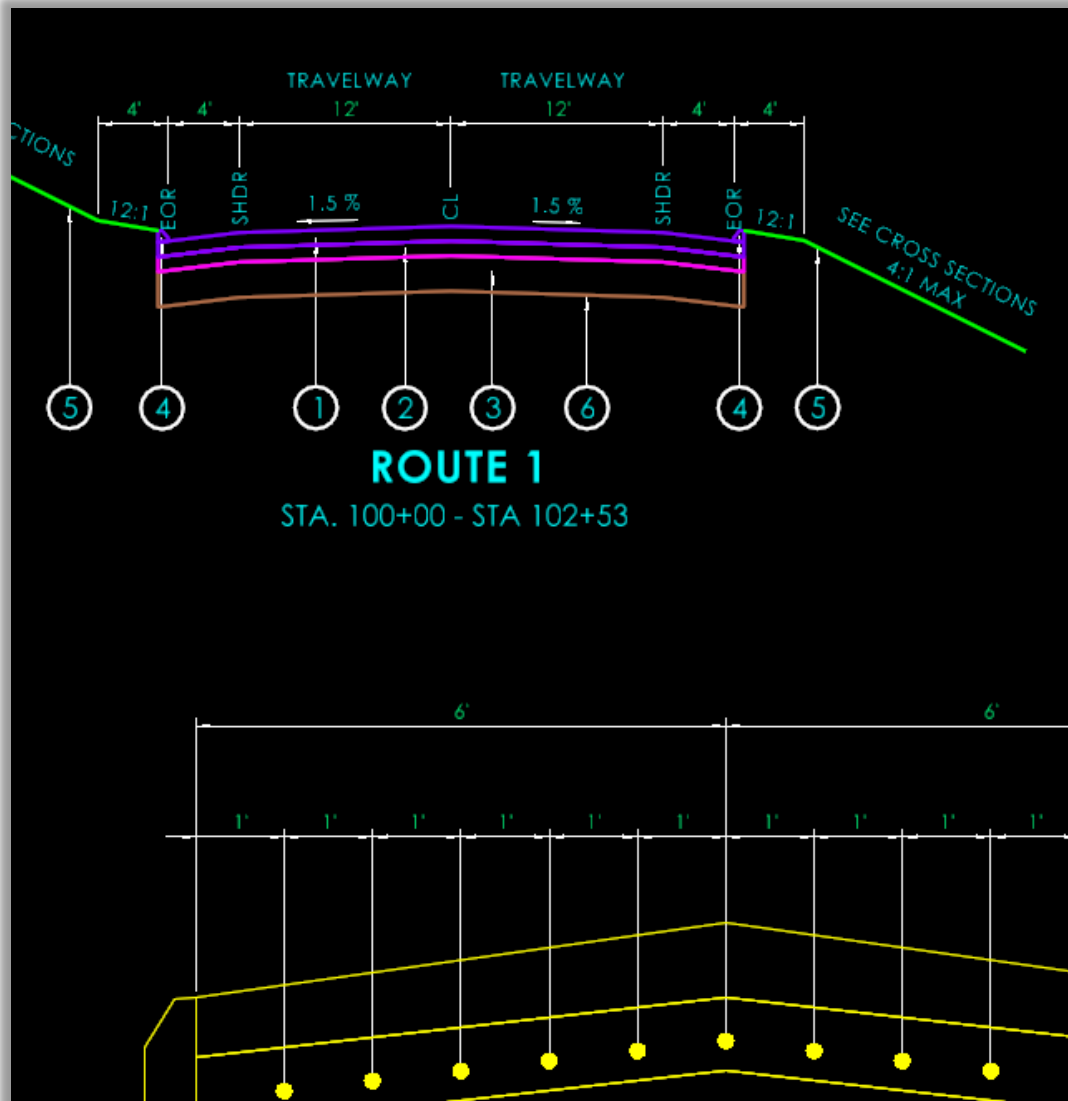 TRAVELWAY TRAVELWAY
4' 4' 12' 12' 4' 4'
CTIONS
12:1 EOR SHDR 1.5 % CL 1.5 % SHDR EOR 12:1
SEE CROSS SECTIONS
4:1 MAX
5 4 1 2 3 6 4 5
ROUTE 1
STA. 100+00 - STA 102+53
6' 6'
1' 1' 1' 1' 1' 1' 1' 1' 1' 1'